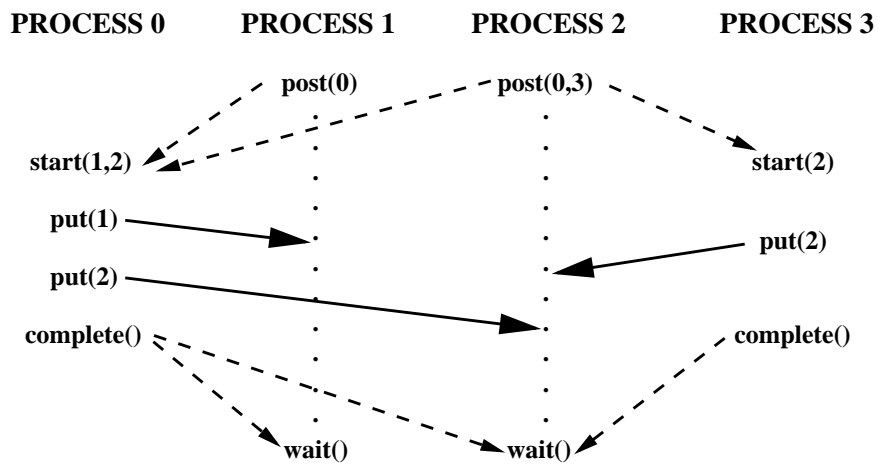 PROCESS 0 PROCESS 1 PROCESS 2 PROCESS 3
post(0) post(0,3)
start(1,2) start(2)
put(1)
put(2)
put(2)
complete() complete()
wait() wait()